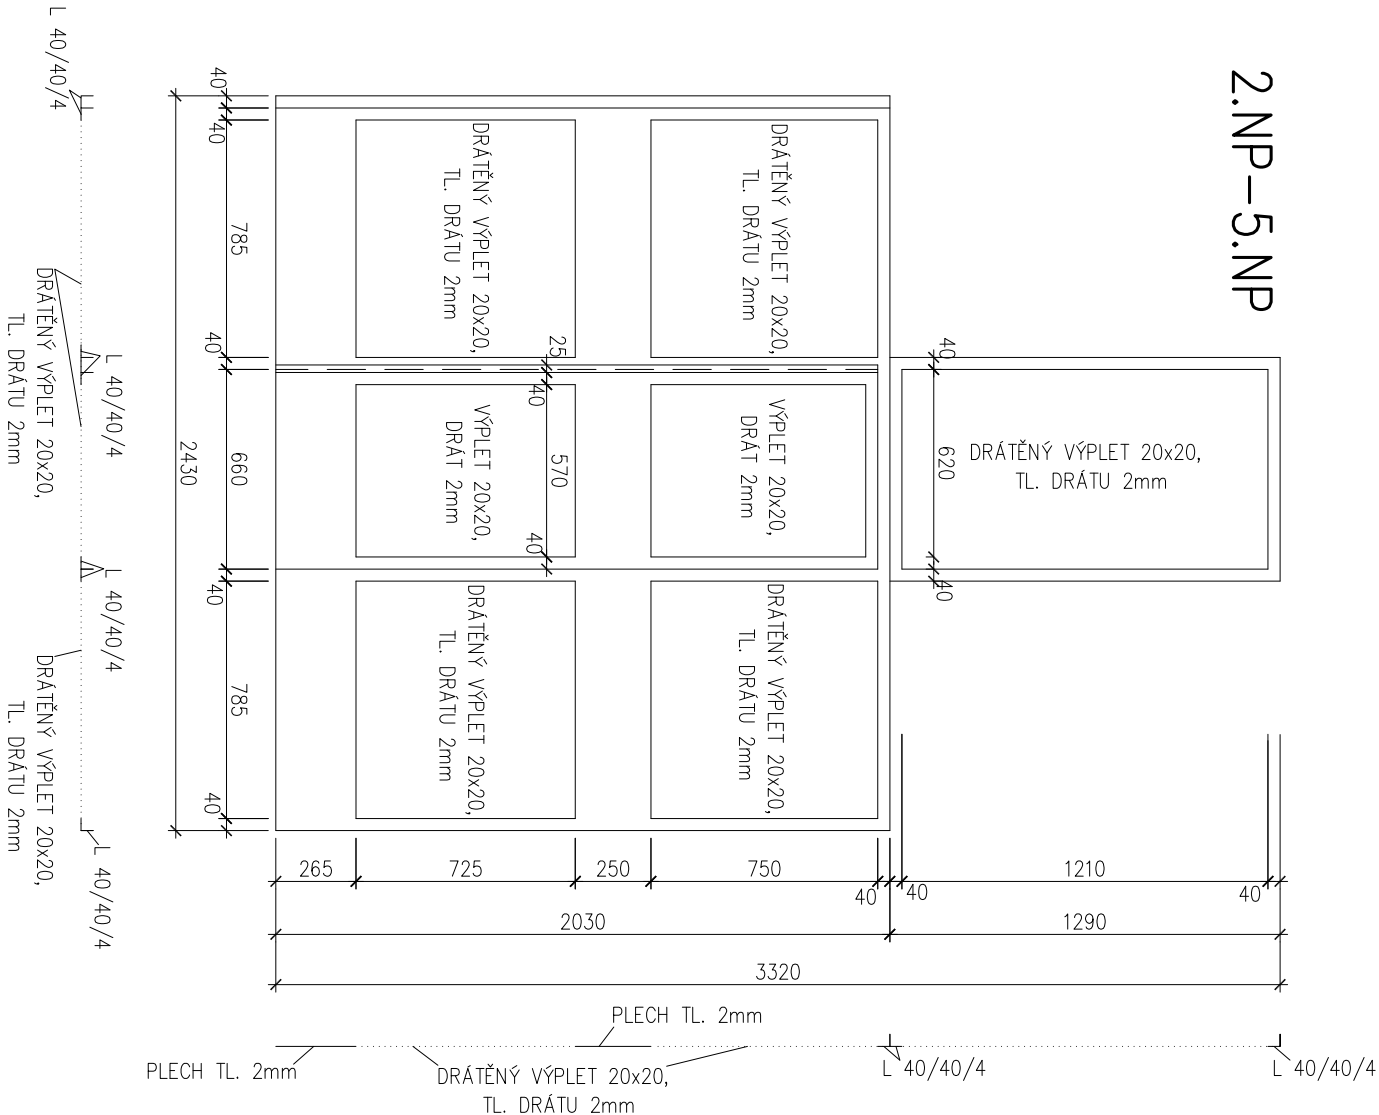 2.NP-5.NP
L 40/40/4
DRÁTĚNÝ VÝPLET 20x20,
TL. DRÁTU 2mm
L 40/40/4
L 40/40/4
DRÁTĚNÝ VÝPLET 20x20,
TL. DRÁTU 2mm
L 40/40/4
2430
40
40
785
40
660
40
785
40
DRÁTĚNÝ VÝPLET 20x20,
TL. DRÁTU 2mm
DRÁTĚNÝ VÝPLET 20x20,
TL. DRÁTU 2mm
25
40
570
40
VÝPLET 20x20,
DRÁT 2mm
VÝPLET 20x20,
DRÁT 2mm
DRÁTĚNÝ VÝPLET 20x20,
TL. DRÁTU 2mm
DRÁTĚNÝ VÝPLET 20x20,
TL. DRÁTU 2mm
40
620
40
DRÁTĚNÝ VÝPLET 20x20,
TL. DRÁTU 2mm
265
725
250
750
40
40
1210
40
2030
1290
3320
PLECH TL. 2mm
PLECH TL. 2mm
DRÁTĚNÝ VÝPLET 20x20,
TL. DRÁTU 2mm
L 40/40/4
L 40/40/4